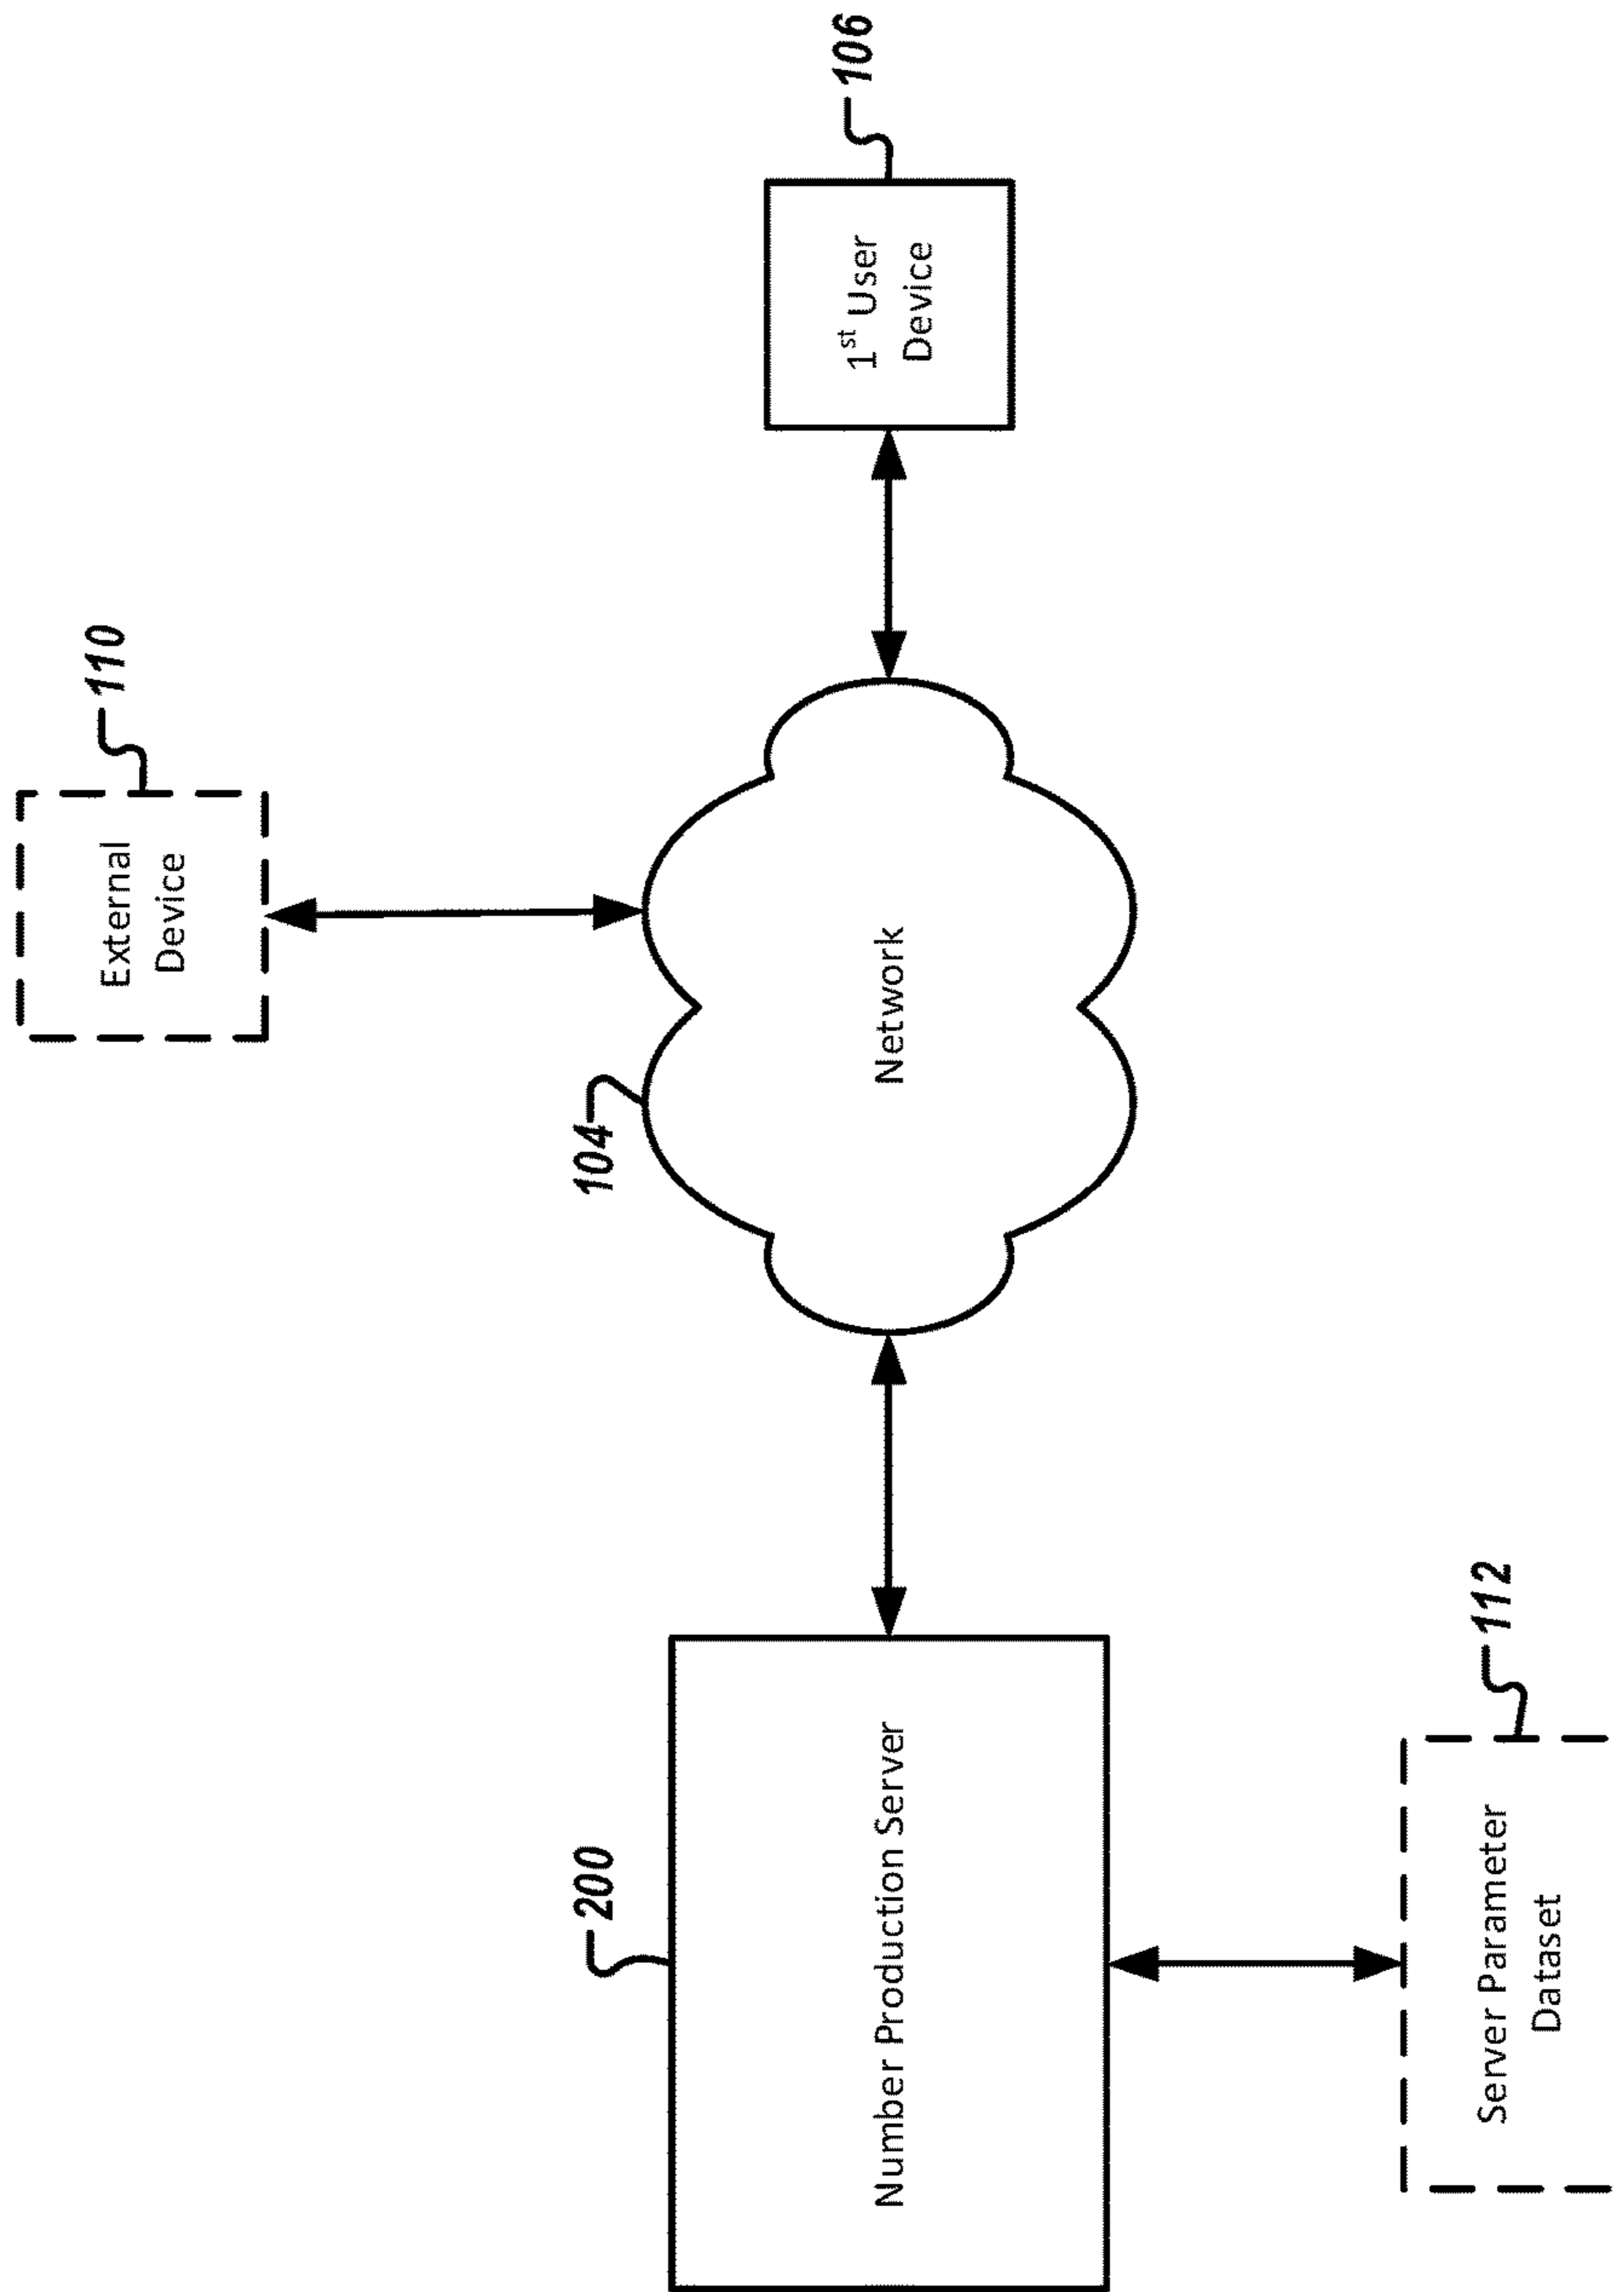 110
External
Device
106
1st User
Device
104
Network
200
Number Production Server
112
Server Parameter
Dataset